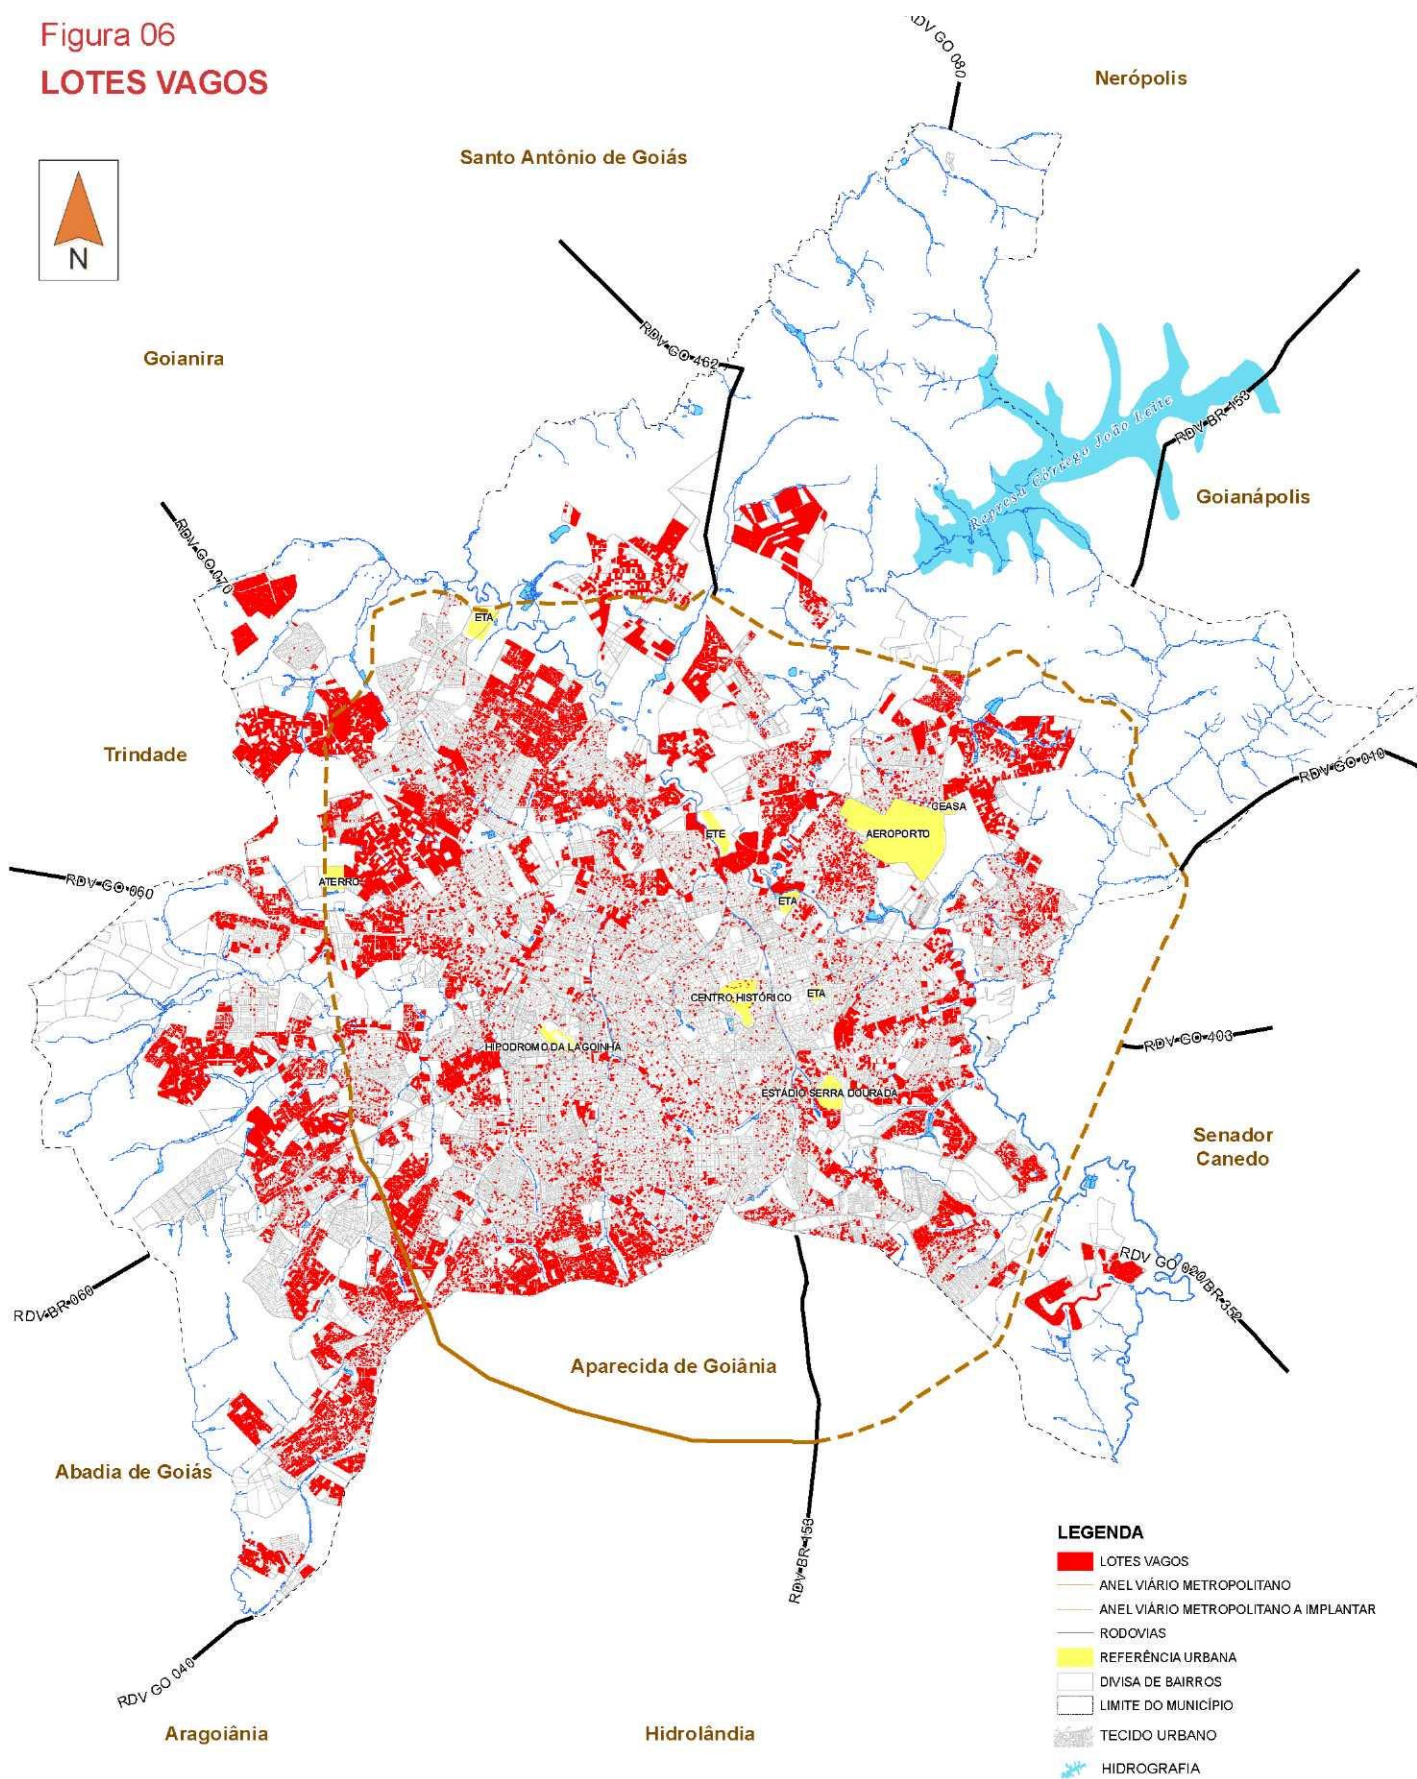 Figura 06
LOTES VAGOS
N
RDV GO 080
Nerópolis
Santo Antônio de Goiás
RDV-GO-462
Goianira
Represa Córrego João Leite
RDV-BR-153
Goianápolis
RDV-GO-070
ETA
Trindade
RDV-GO-010
CEASA
ETE
AEROPORTO
RDV-GO-060
ATERRO
ETA
CENTRO HISTÓRICO
ETA
HIPODROMO DA LAGOINHA
RDV-GO-403
ESTÁDIO SERRA DOURADA
Senador
Canedo
RDV GO 020/BR-352
RDV-BR-060
Aparecida de Goiânia
Abadia de Goiás
RDV-BR-153
RDV GO 040
Aragoiânia
Hidrolândia
LEGENDA
LOTES VAGOS
ANEL VIÁRIO METROPOLITANO
ANEL VIÁRIO METROPOLITANO A IMPLANTAR
RODOVIAS
REFERÊNCIA URBANA
DIVISA DE BAIRROS
LIMITE DO MUNICÍPIO
TECIDO URBANO
HIDROGRAFIA